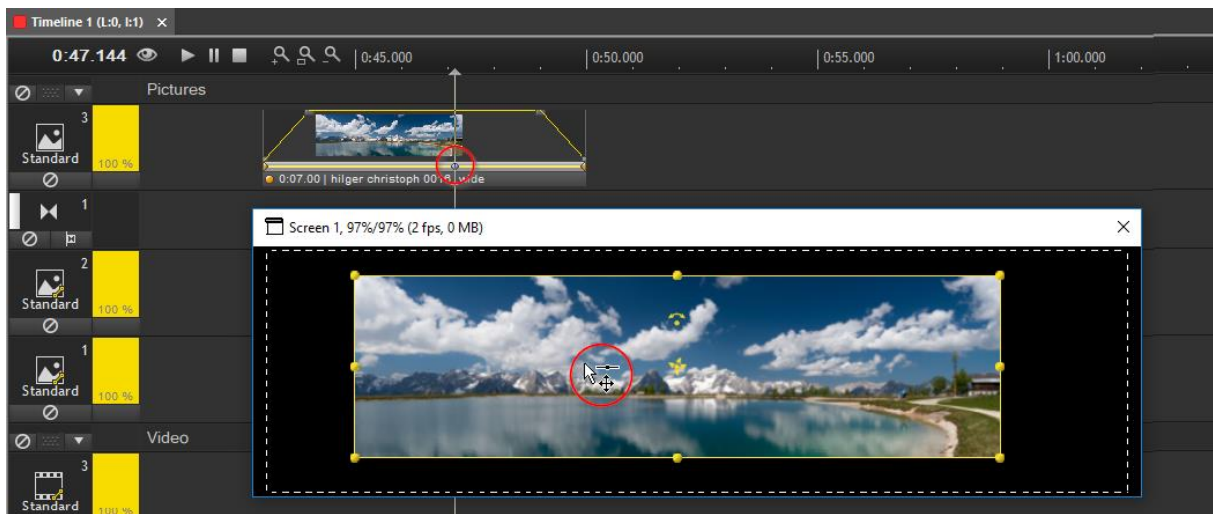 Timeline 1 (L:0, I:1) ×
0:47.144 0:45.000 0:50.000 0:55.000 1:00.000
Pictures
3
Standard 100 %
0:07.00 | hilger christoph 0016_wide
1
Screen 1, 97%/97% (2 fps, 0 MB)
2
Standard 100 %
1
Standard 100 %
Video
3
Standard 100 %